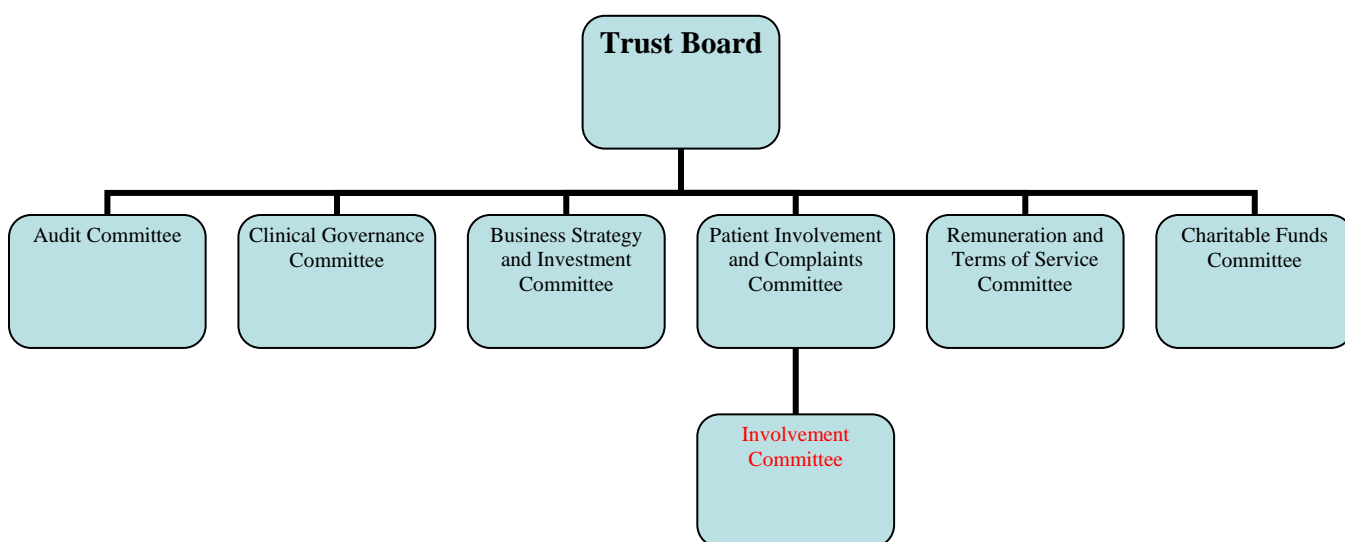 Trust Board
Audit Committee
Clinical Governance
Committee
Business Strategy
and Investment
Committee
Patient Involvement
and Complaints
Committee
Remuneration and
Terms of Service
Committee
Charitable Funds
Committee
Involvement
Committee